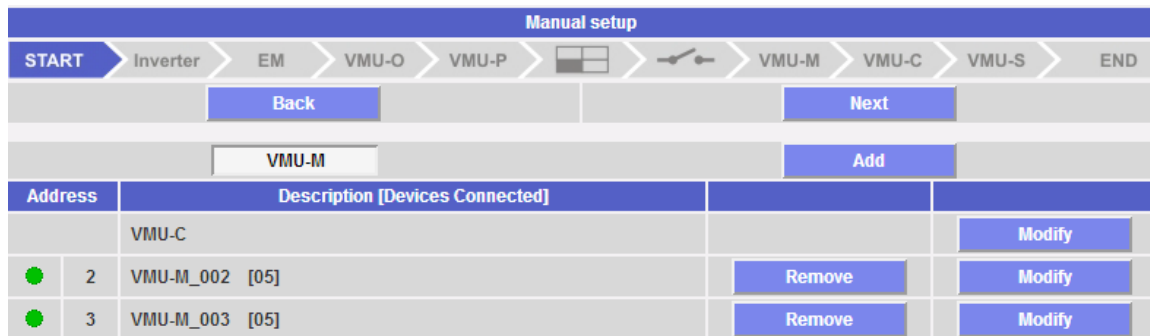 Manual setup
START Inverter EM VMU-O VMU-P VMU-M VMU-C VMU-S END
Back Next
VMU-M Add
Address Description [Devices Connected]
VMU-C Modify
2 VMU-M_002 [05] Remove Modify
3 VMU-M_003 [05] Remove Modify